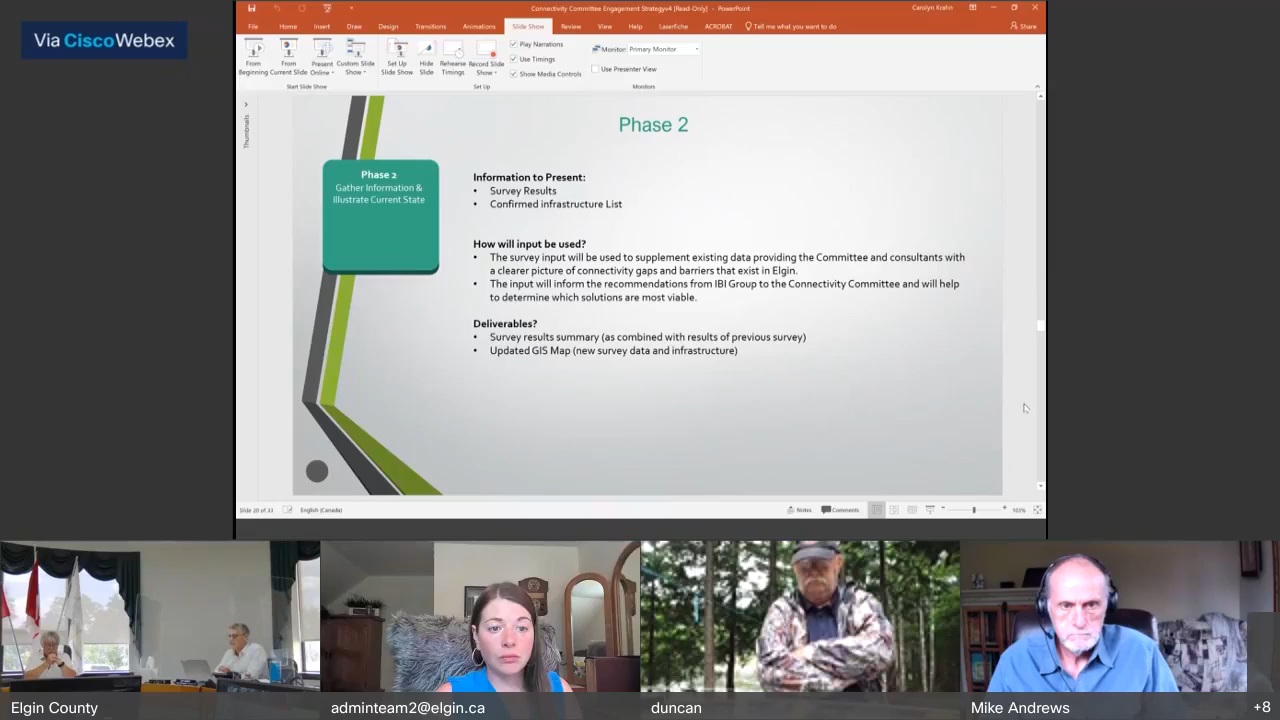 Via CiscoWebex
Connectivity Committee Engagement Strategyv4 [Read-Only] - PowerPoint
Carolyn Krahn
File Home Insert Draw Design Transitions Animations Slide Show Review View Help Laserfiche ACROBAT Tell me what you want to do
Share
From Beginning
From Current Slide
Present Online
Custom Slide Show
Set Up Slide Show
Hide Slide
Rehearse Timings
Record Slide Show
Play Narrations
Use Timings
Show Media Controls
Monitor: Primary Monitor
Use Presenter View
Start Slide Show
Set Up
Monitors
Thumbnails
Phase 2
Phase 2
Gather Information &
Illustrate Current State
Information to Present:
• Survey Results
• Confirmed infrastructure List
How will input be used?
• The survey input will be used to supplement existing data providing the Committee and consultants with
a clearer picture of connectivity gaps and barriers that exist in Elgin.
• The input will inform the recommendations from IBI Group to the Connectivity Committee and will help
to determine which solutions are most viable.
Deliverables?
• Survey results summary (as combined with results of previous survey)
• Updated GIS Map (new survey data and infrastructure)
Slide 20 of 33
English (Canada)
Notes
Comments
103%
Elgin County
adminteam2@elgin.ca
duncan
Mike Andrews
+8